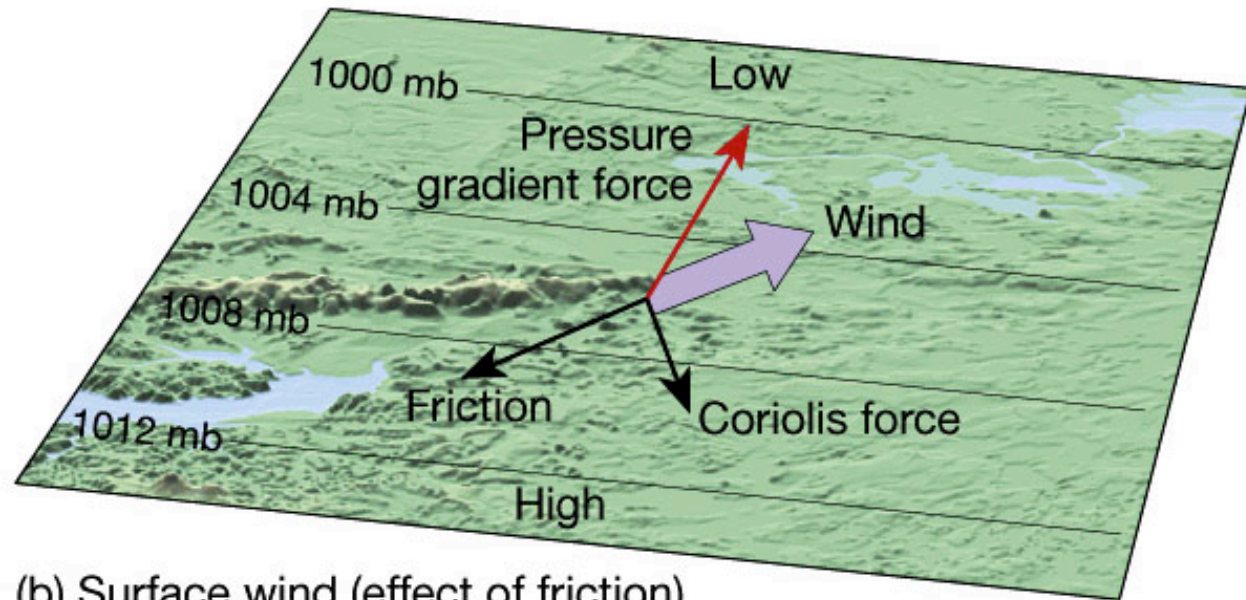 Low
1000 mb
Pressure
gradient force
1004 mb
Wind
1008 mb
Friction
Coriolis force
1012 mb
High
(b) Surface wind (effect of friction)